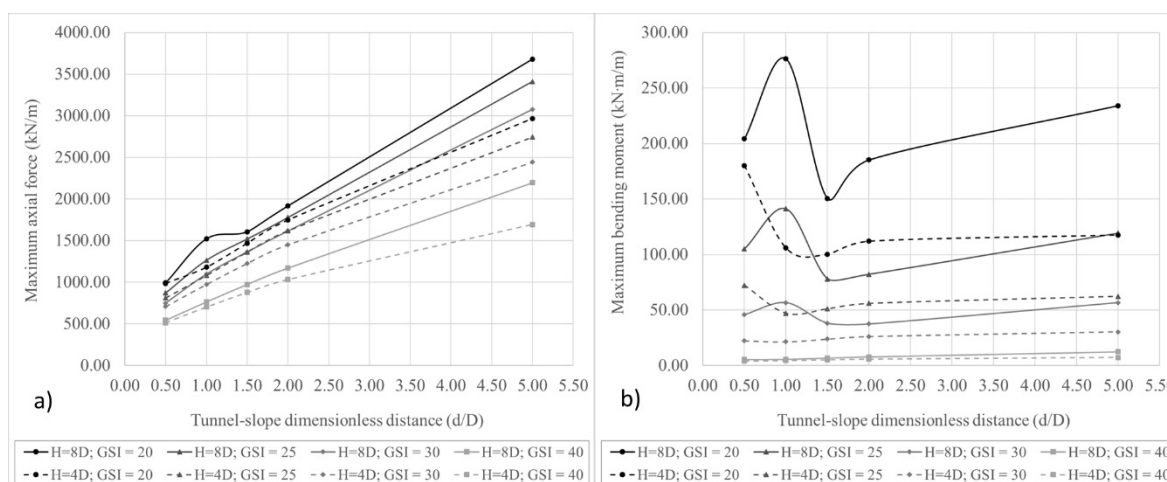 4000.00
3500.00
3000.00
2500.00
2000.00
1500.00
1000.00
500.00
0.00
Maximum axial force (kN/m)
0.00 0.50 1.00 1.50 2.00 2.50 3.00 3.50 4.00 4.50 5.00 5.50
a)
Tunnel-slope dimensionless distance (d/D)
H=8D; GSI = 20 H=8D; GSI = 25 H=8D; GSI = 30 H=8D; GSI = 40
H=4D; GSI = 20 H=4D; GSI = 25 H=4D; GSI = 30 H=4D; GSI = 40
300.00
250.00
200.00
150.00
100.00
50.00
0.00
Maximum bending moment (kN·m/m)
0.00 0.50 1.00 1.50 2.00 2.50 3.00 3.50 4.00 4.50 5.00 5.50
b)
Tunnel-slope dimensionless distance (d/D)
H=8D; GSI = 20 H=8D; GSI = 25 H=8D; GSI = 30 H=8D; GSI = 40
H=4D; GSI = 20 H=4D; GSI = 25 H=4D; GSI = 30 H=4D; GSI = 40